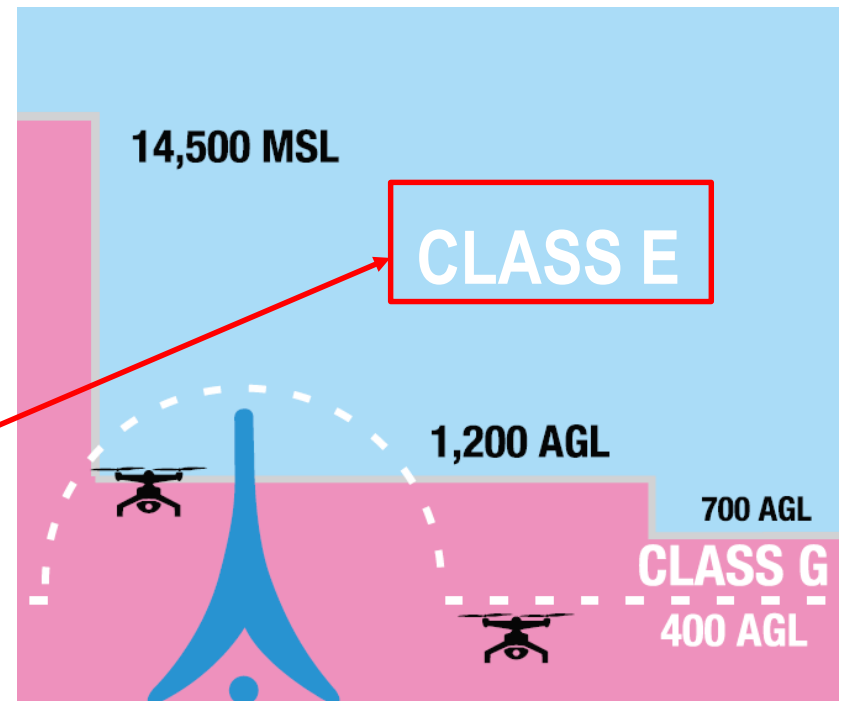 14,500 MSL
CLASS E
1,200 AGL
700 AGL
CLASS G
400 AGL